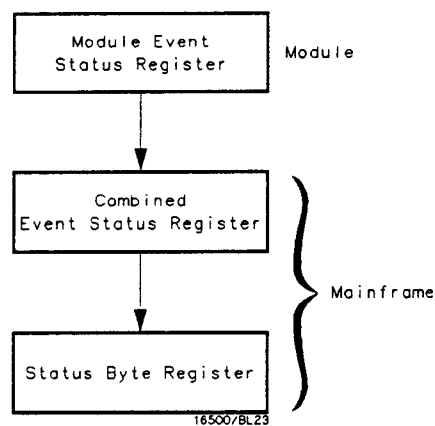 Module Event
Status Register
Module
Combined
Event Status Register
Mainframe
Status Byte Register
16500/BL23